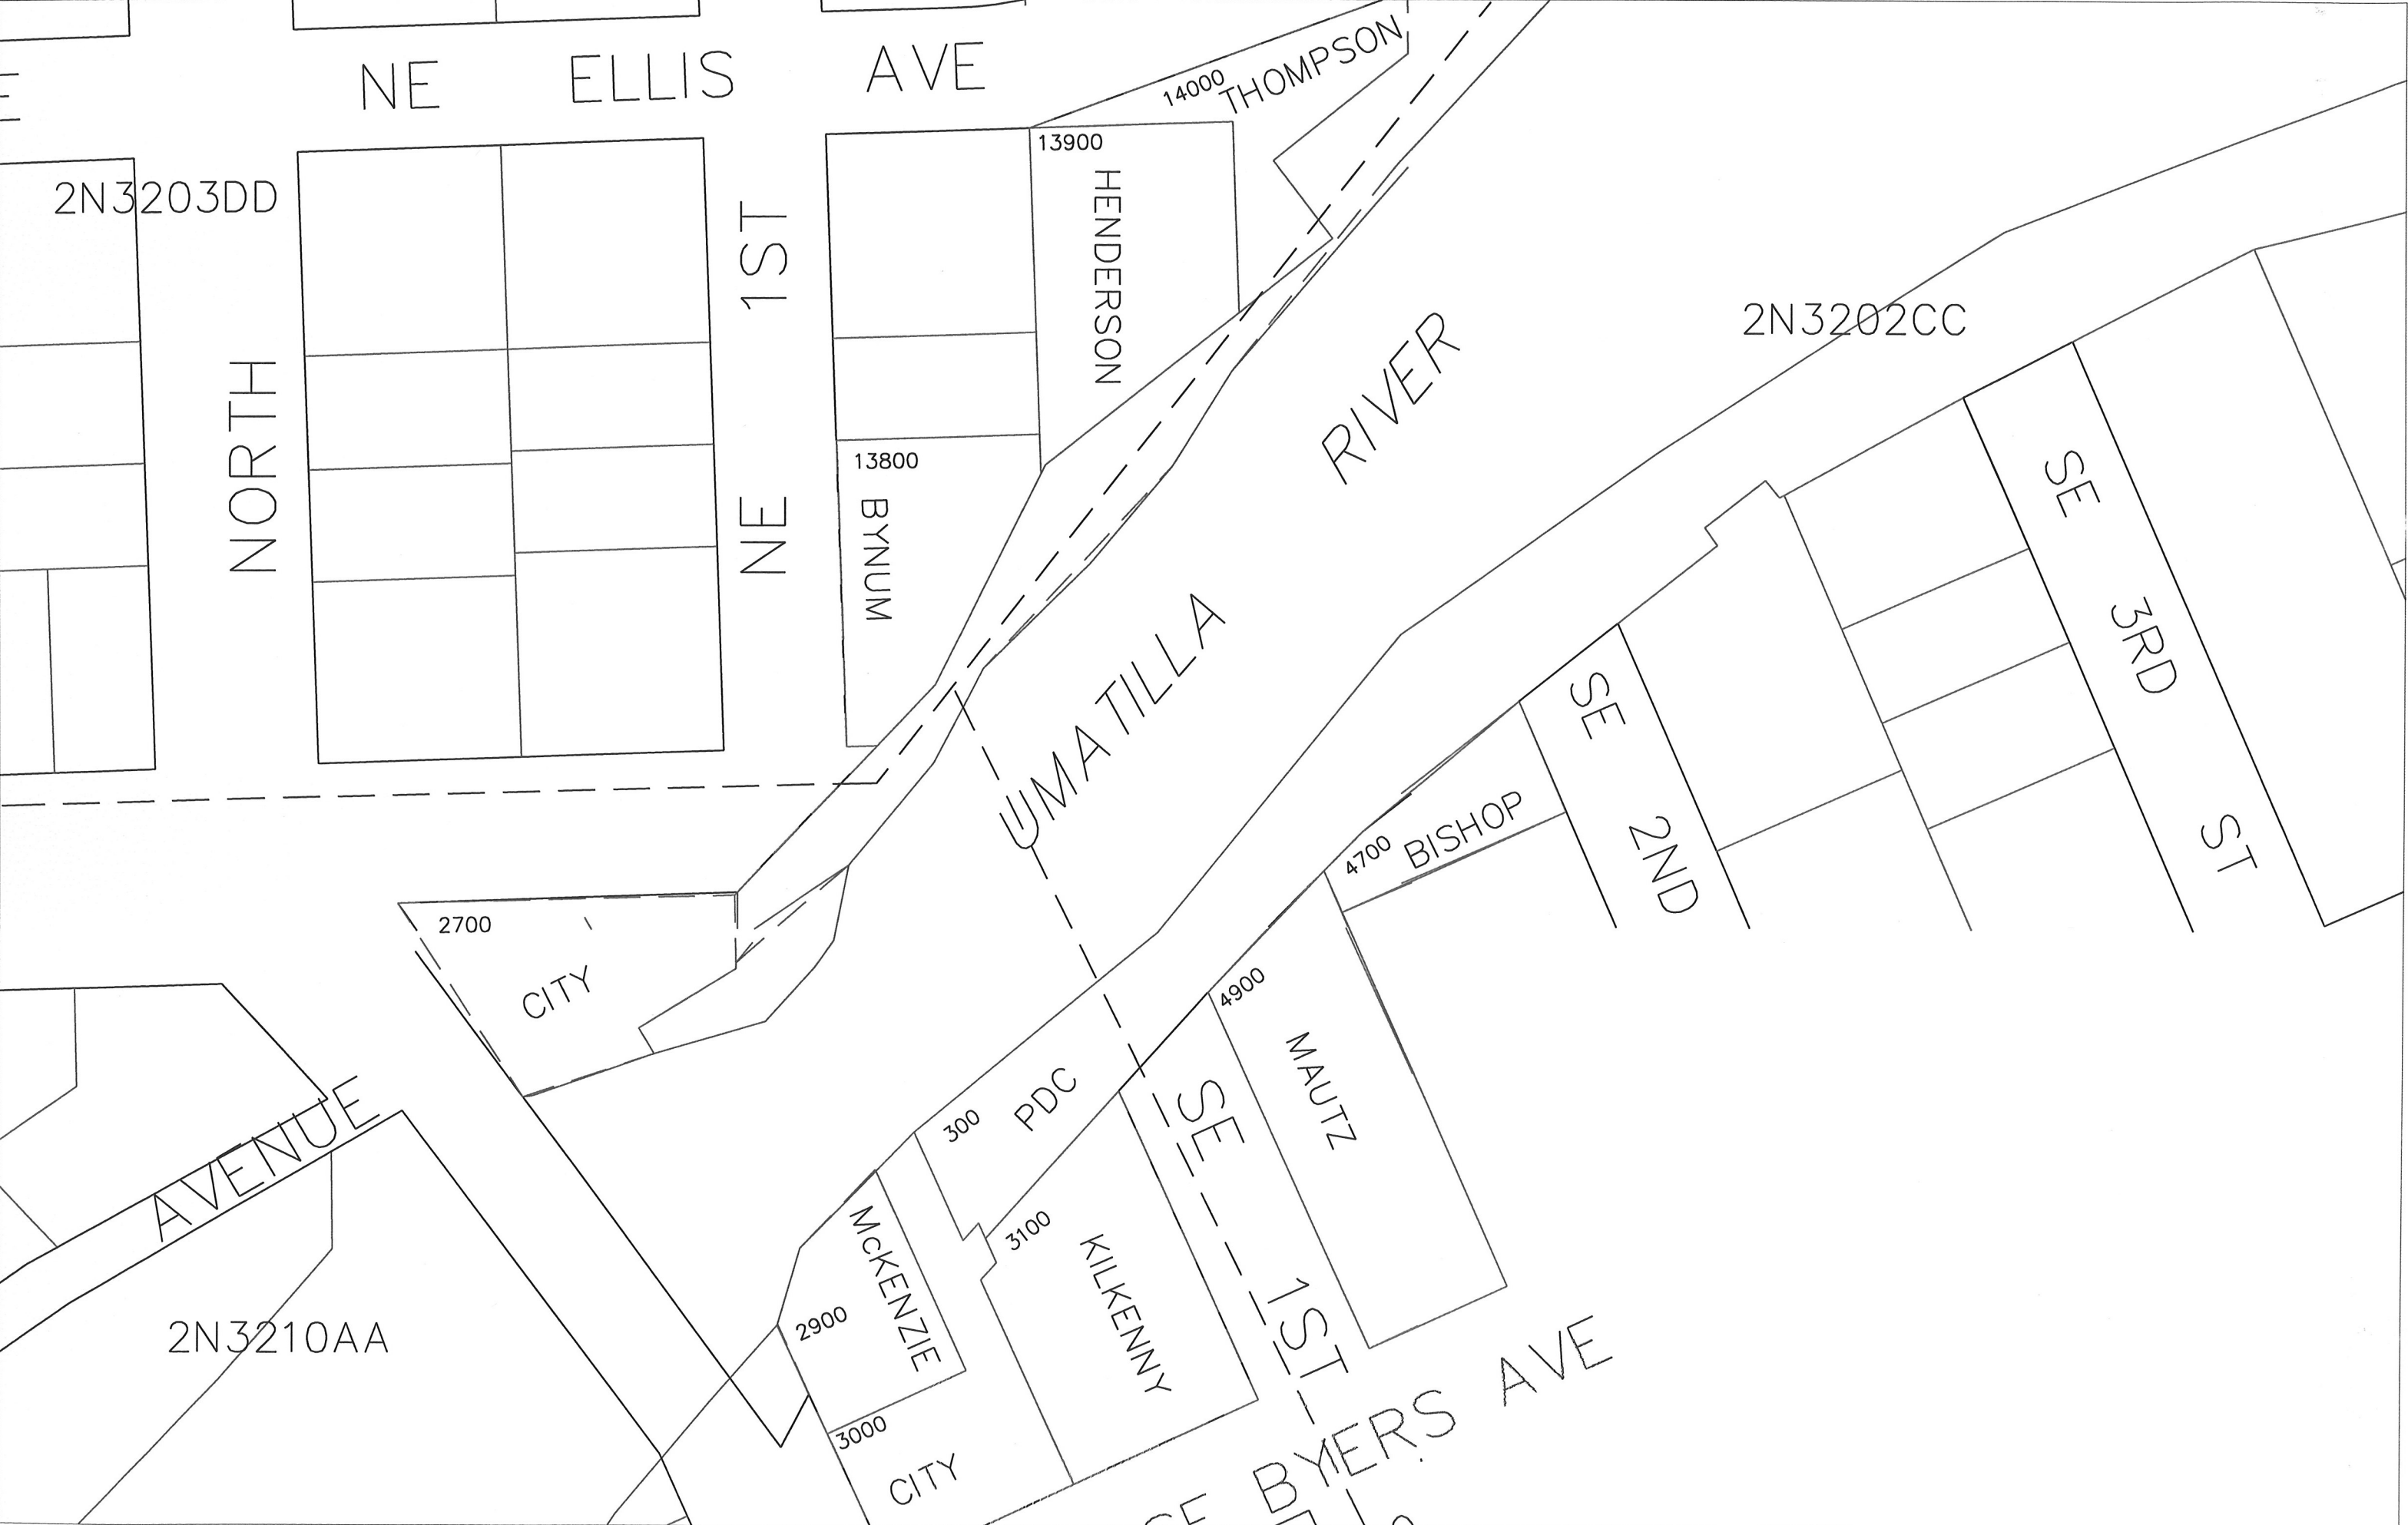 NE ELLIS AVE
14000 THOMPSON
2N3203DD
13900
HENDERSON
NORTH
NE 1ST
13800
BYNUM
UMATILLA RIVER
2N3202CC
SE 3RD ST
SE 2ND
4700 BISHOP
2700
CITY
4900
MAUTZ
300 PDC
AVENUE
2N3210AA
2900
McKENZIE
3100
KILKENNY
SE 1ST
3000
CITY
SE BYERS AVE